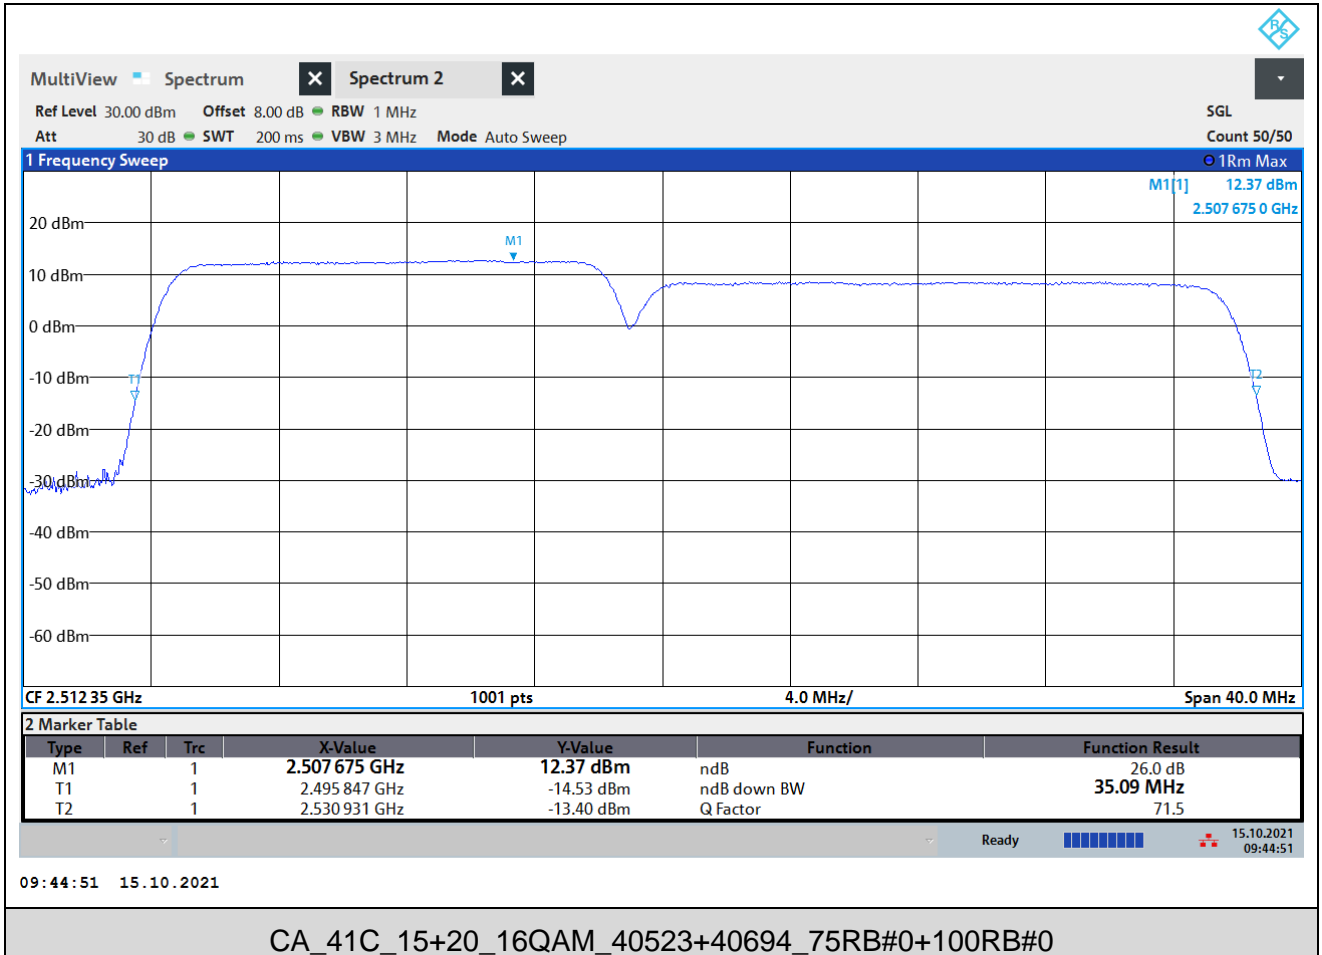 R S
MultiView Spectrum X Spectrum 2 X
Ref Level 30.00 dBm Offset 8.00 dB RBW 1 MHz SGL
Att 30 dB SWT 200 ms VBW 3 MHz Mode Auto Sweep Count 50/50
1 Frequency Sweep 1Rm Max
M1[1] 12.37 dBm
2.507 675 0 GHz
20 dBm
M1
10 dBm
0 dBm
-10 dBm
T1
T2
-20 dBm
-30 dBm
-40 dBm
-50 dBm
-60 dBm
CF 2.512 35 GHz 1001 pts 4.0 MHz/ Span 40.0 MHz
2 Marker Table
Type Ref Trc X-Value Y-Value Function Function Result
M1 1 2.507 675 GHz 12.37 dBm ndB 26.0 dB
T1 1 2.495 847 GHz -14.53 dBm ndB down BW 35.09 MHz
T2 1 2.530 931 GHz -13.40 dBm Q Factor 71.5
Ready 15.10.2021
09:44:51
09:44:51 15.10.2021
CA_41C_15+20_16QAM_40523+40694_75RB#0+100RB#0